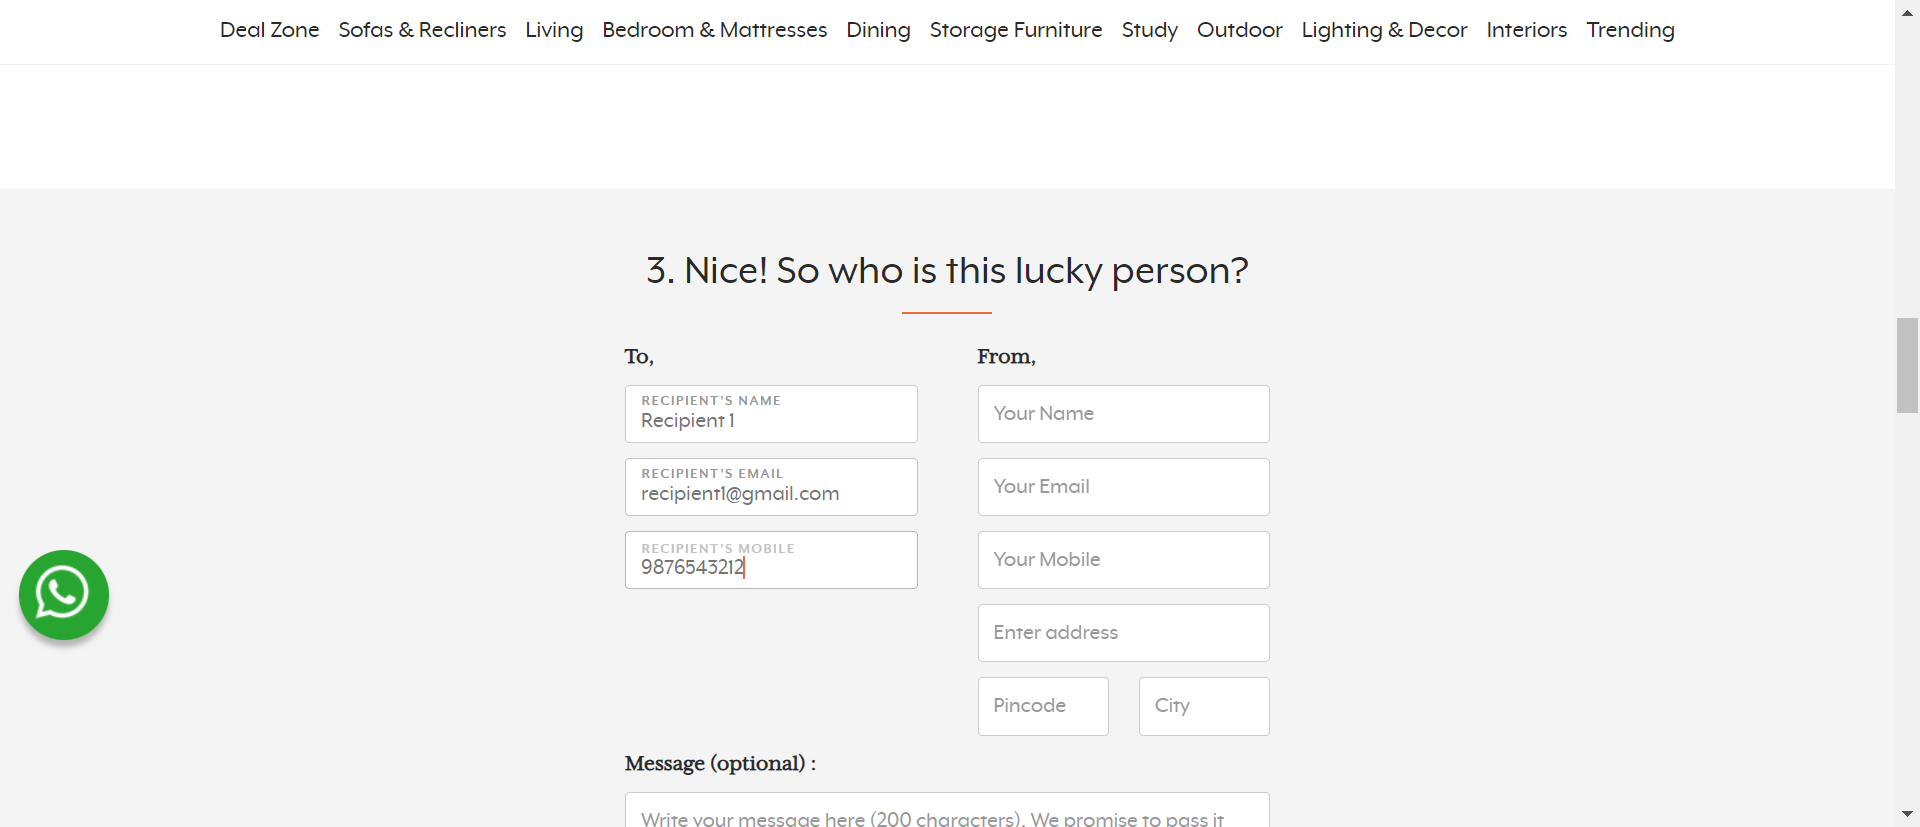 Deal Zone Sofas & Recliners Living Bedroom & Mattresses Dining Storage Furniture Study Outdoor Lighting & Decor Interiors Trending
3. Nice! So who is this lucky person?
To,
RECIPIENT'S NAME
Recipient 1
RECIPIENT'S EMAIL
recipient1@gmail.com
RECIPIENT'S MOBILE
9876543212
From,
Your Name
Your Email
Your Mobile
Enter address
Pincode City
Message (optional) :
Write your message here (200 characters). We promise to pass it